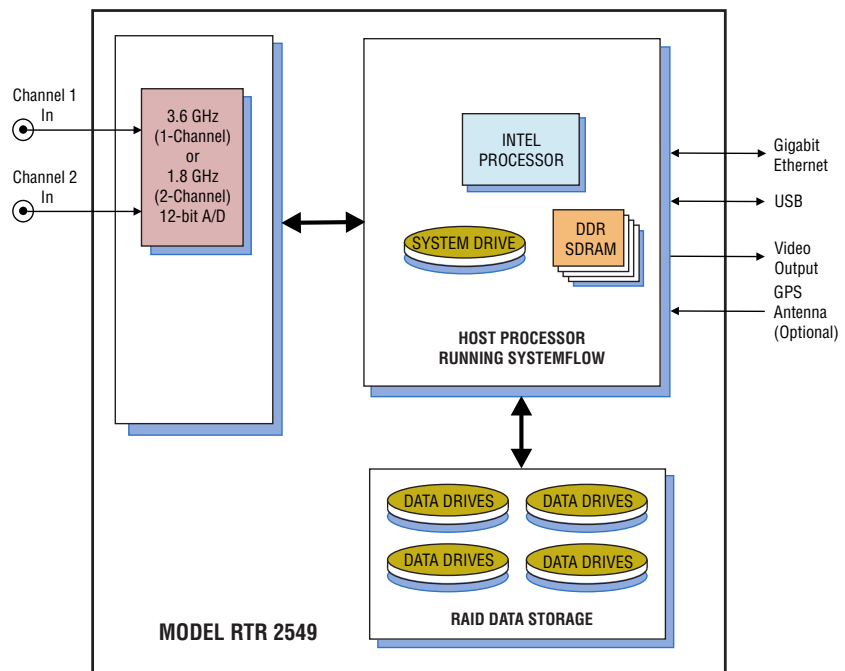 Channel 1
In
Channel 2
In
3.6 GHz
(1-Channel)
or
1.8 GHz
(2-Channel)
12-bit A/D
INTEL
PROCESSOR
SYSTEM DRIVE
DDR
SDRAM
HOST PROCESSOR
RUNNING SYSTEMFLOW
Gigabit
Ethernet
USB
Video
Output
GPS
Antenna
(Optional)
DATA DRIVES
DATA DRIVES
DATA DRIVES
DATA DRIVES
RAID DATA STORAGE
MODEL RTR 2549